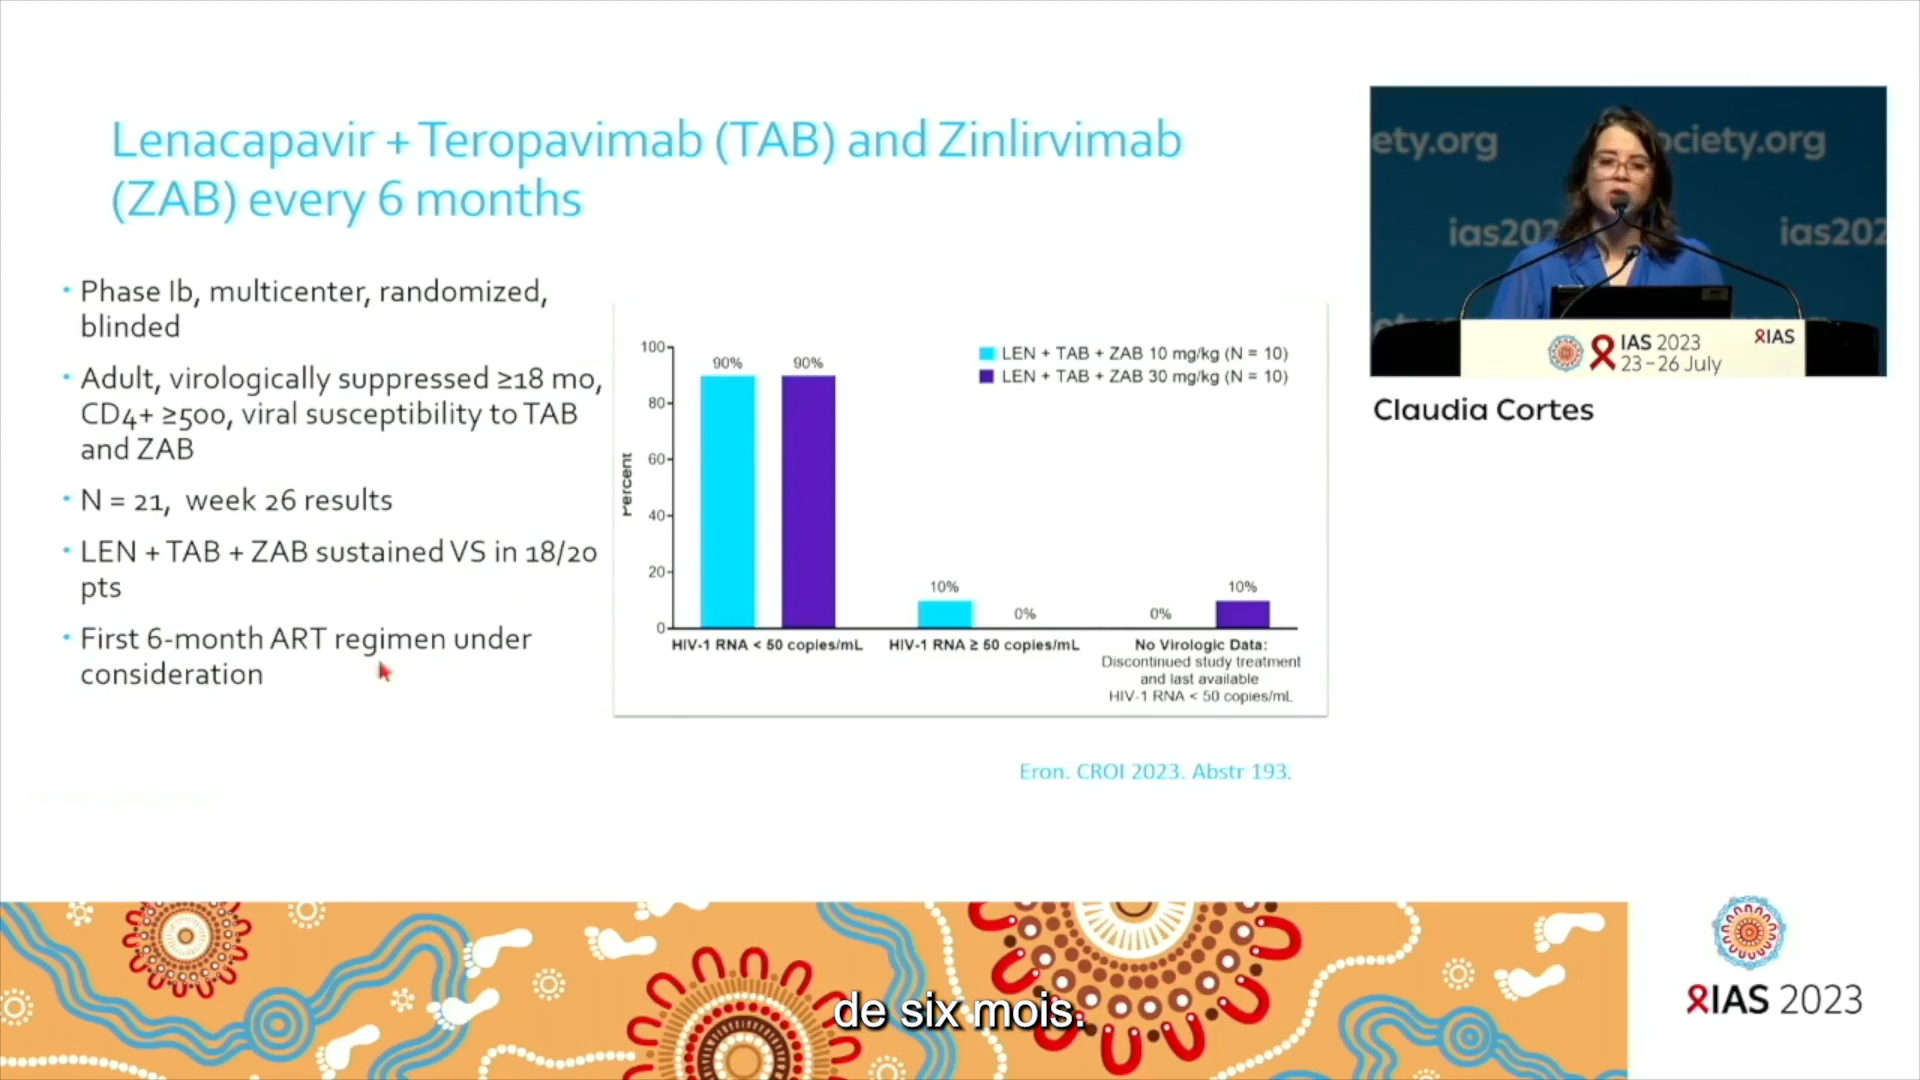 Lenacapavir + Teropavimab (TAB) and Zinlirvimab
(ZAB) every 6 months
• Phase Ib, multicenter, randomized,
blinded
• Adult, virologically suppressed ≥18 mo,
CD4+ ≥500, viral susceptibility to TAB
and ZAB
• N = 21, week 26 results
• LEN + TAB + ZAB sustained VS in 18/20
pts
• First 6-month ART regimen under
consideration
LEN + TAB + ZAB 10 mg/kg (N = 10)
LEN + TAB + ZAB 30 mg/kg (N = 10)
Percent
100
80
60
40
20
0
90%
90%
10%
0%
0%
10%
HIV-1 RNA < 50 copies/mL
HIV-1 RNA ≥ 50 copies/mL
No Virologic Data:
Discontinued study treatment
and last available
HIV-1 RNA < 50 copies/mL
Eron. CROI 2023. Abstr 193.
ety.org
ociety.org
ias202
ias202
IAS 2023
23–26 July
IAS
Claudia Cortes
de six mois.
IAS 2023